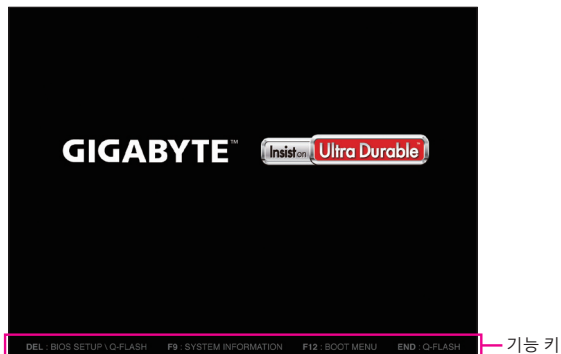 GIGABYTE™
Insist on Ultra Durable™
DEL : BIOS SETUP \ Q-FLASH F9 : SYSTEM INFORMATION F12 : BOOT MENU END : Q-FLASH
기능 키